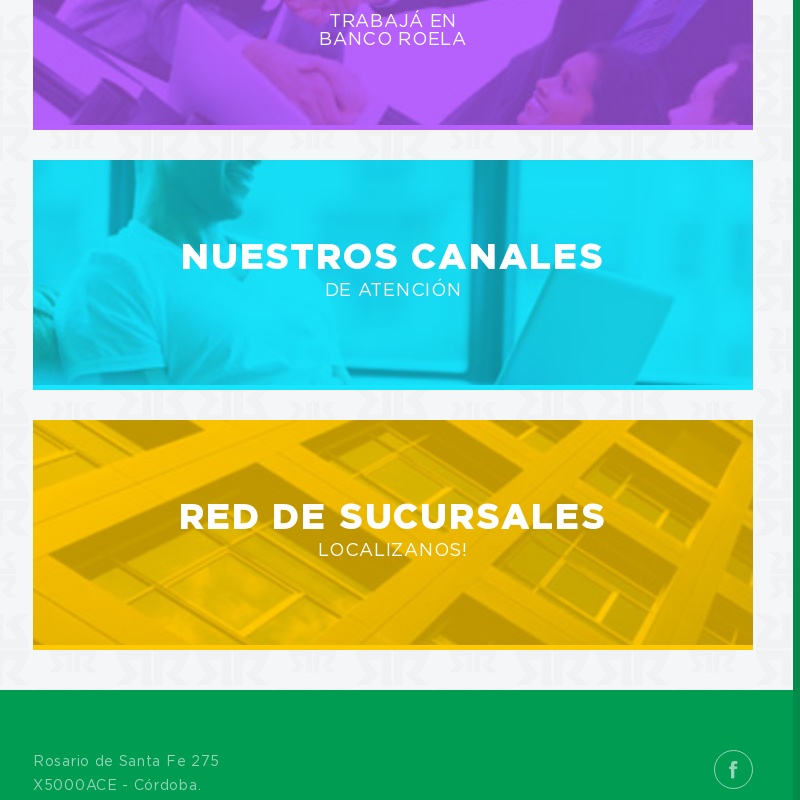 TRABAJÁ EN
BANCO ROELA
NUESTROS CANALES
DE ATENCIÓN
RED DE SUCURSALES
LOCALIZANOS!
Rosario de Santa Fe 275
X5000ACE - Córdoba.